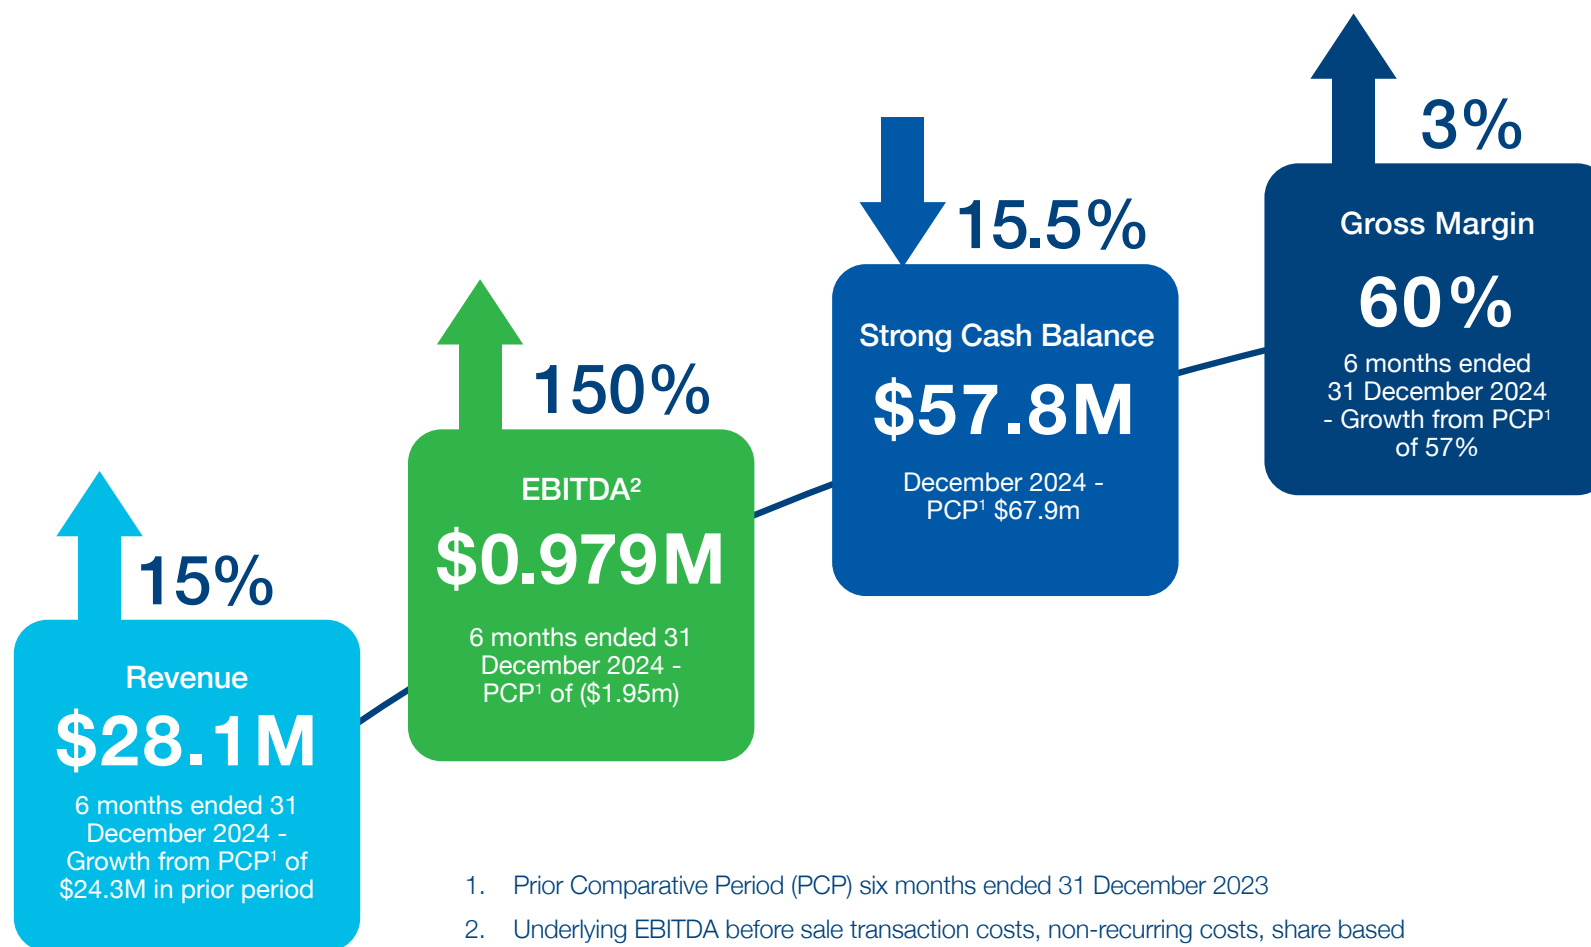 15%
Revenue
$28.1M
6 months ended 31
December 2024 -
Growth from PCP¹ of
$24.3M in prior period
150%
EBITDA²
$0.979M
6 months ended 31
December 2024 -
PCP¹ of ($1.95m)
15.5%
Strong Cash Balance
$57.8M
December 2024 -
PCP¹ $67.9m
3%
Gross Margin
60%
6 months ended
31 December 2024
- Growth from PCP¹
of 57%
1. Prior Comparative Period (PCP) six months ended 31 December 2023
2. Underlying EBITDA before sale transaction costs, non-recurring costs, share based